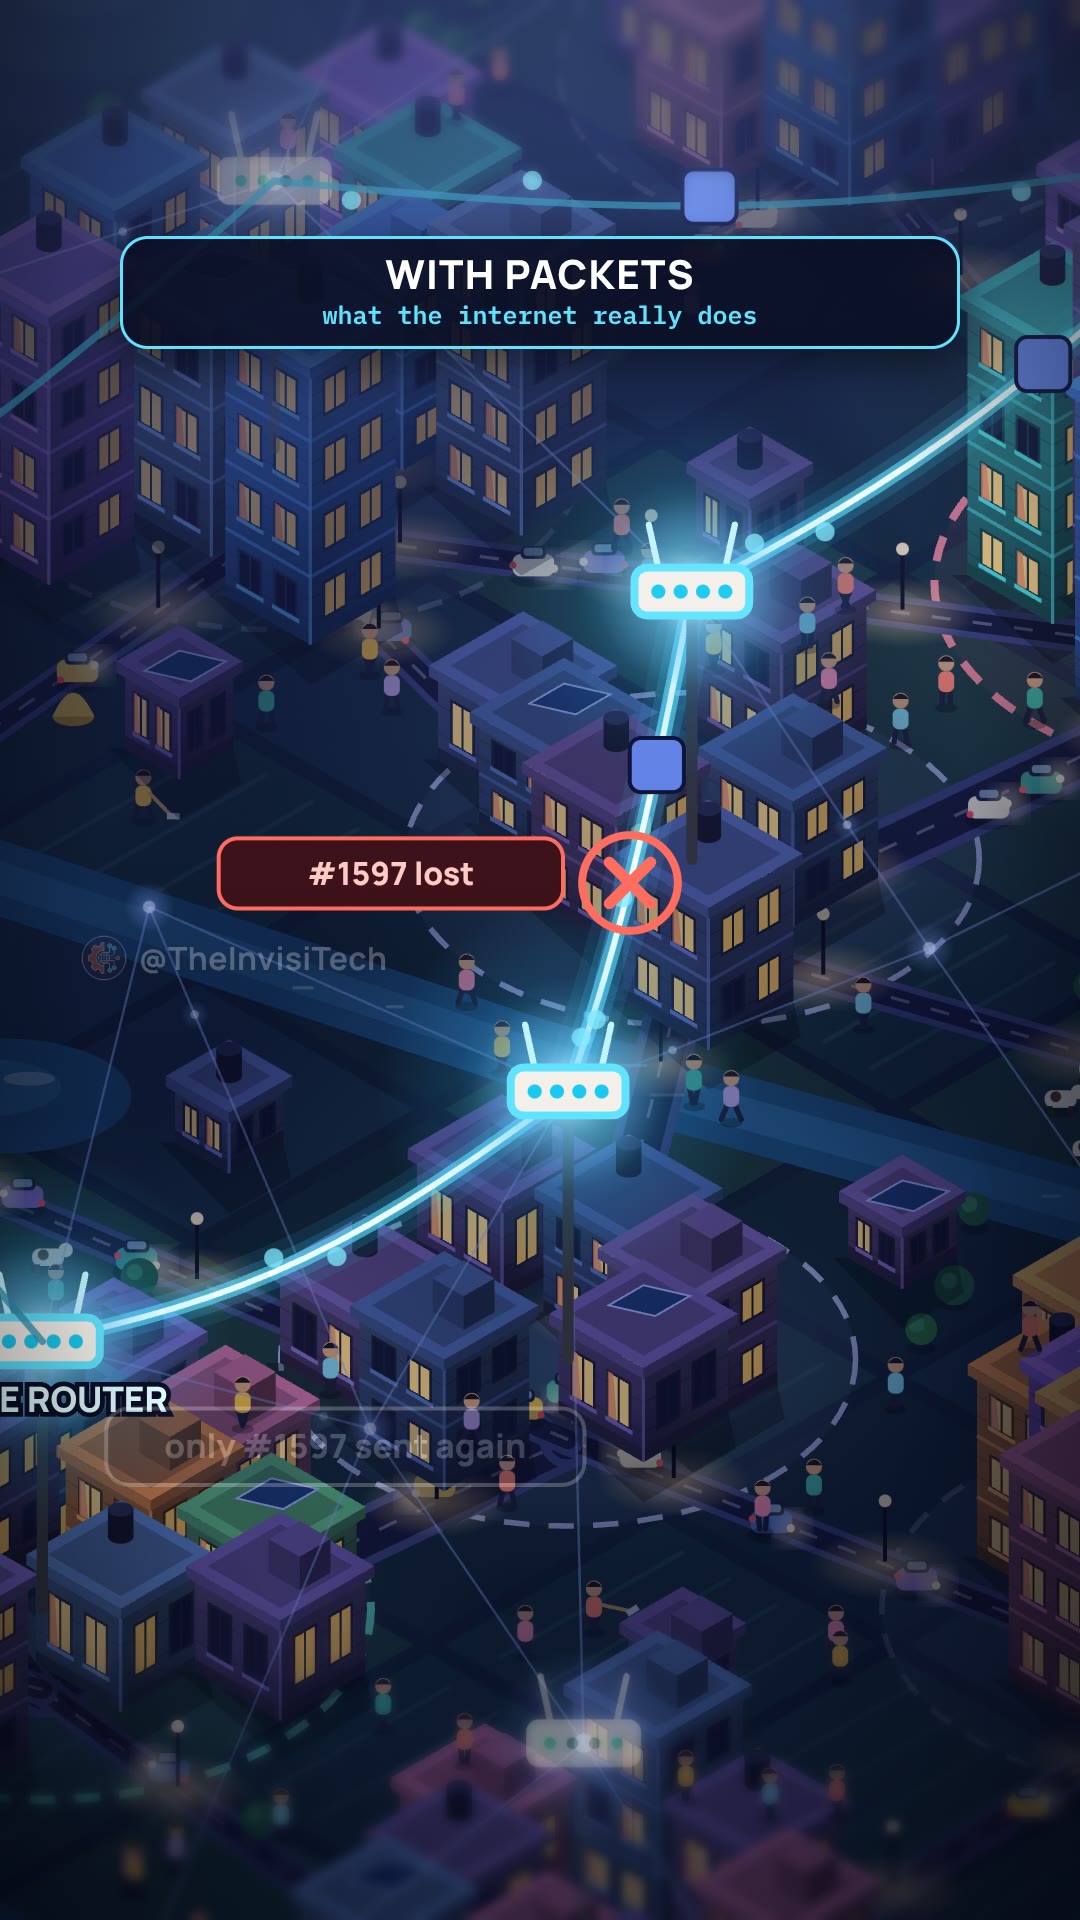 WITH PACKETS
what the internet really does
#1597 lost
@TheInvisiTech
E ROUTER
only #1597 sent again